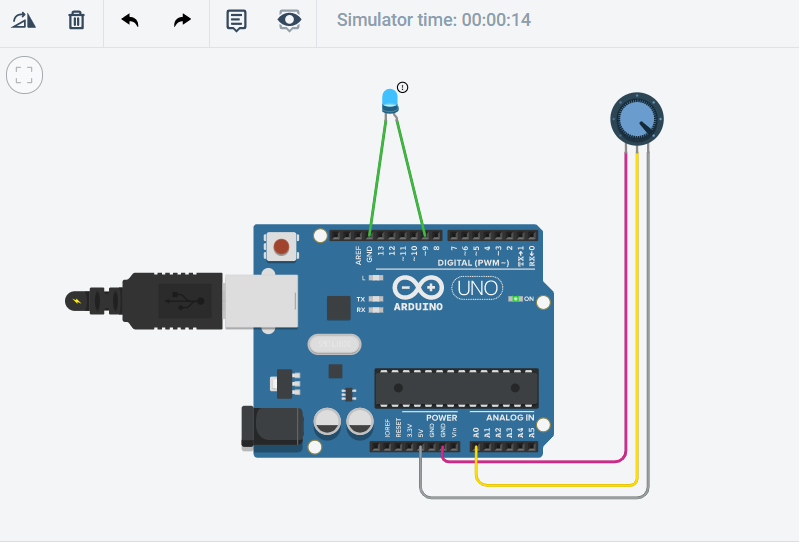 Simulator time: 00:00:14
AREF
GND
13
12
~11
~10
~9
8
7
~6
~5
4
~3
2
TX→1
RX←0
DIGITAL (PWM~)
L
TX
RX
ARDUINO
UNO
ON
POWER
ANALOG IN
IOREF
RESET
3.3V
5V
GND
GND
Vin
A0
A1
A2
A3
A4
A5